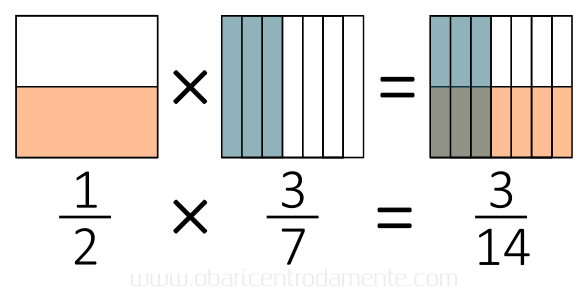 × =
1/2 × 3/7 = 3/14
www.obaricentrodamente.com